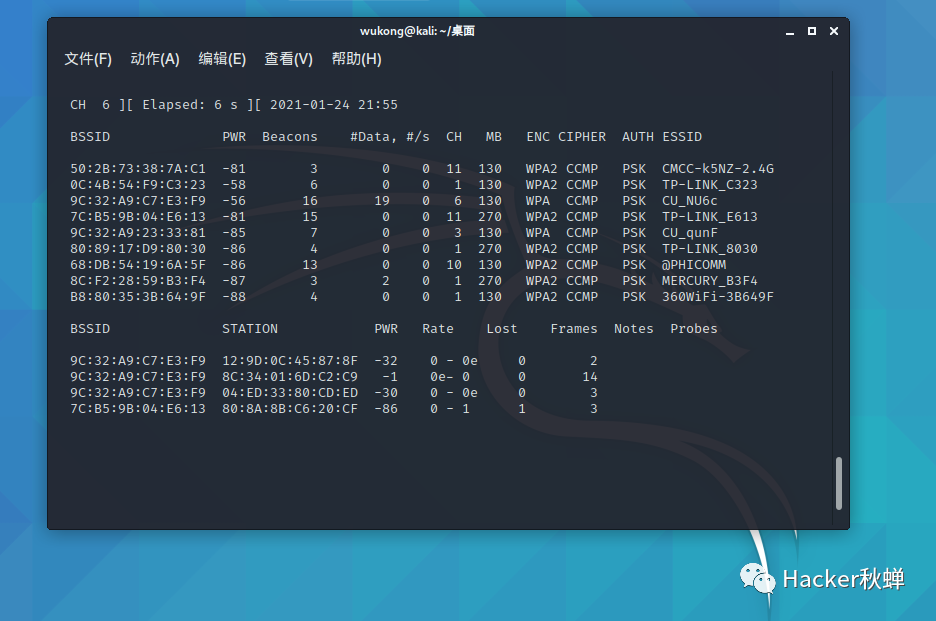 wukong@kali: ~/桌面
文件(F) 动作(A) 编辑(E) 查看(V) 帮助(H)
CH 6 ][ Elapsed: 6 s ][ 2021-01-24 21:55
BSSID PWR Beacons #Data, #/s CH MB ENC CIPHER AUTH ESSID
50:2B:73:38:7A:C1 -81 3 0 0 11 130 WPA2 CCMP PSK CMCC-k5NZ-2.4G
0C:4B:54:F9:C3:23 -58 6 0 0 1 130 WPA2 CCMP PSK TP-LINK_C323
9C:32:A9:C7:E3:F9 -56 16 19 0 6 130 WPA CCMP PSK CU_NU6c
7C:B5:9B:04:E6:13 -81 15 0 0 11 270 WPA2 CCMP PSK TP-LINK_E613
9C:32:A9:23:33:81 -85 7 0 0 3 130 WPA CCMP PSK CU_qunF
80:89:17:D9:80:30 -86 4 0 0 1 270 WPA2 CCMP PSK TP-LINK_8030
68:DB:54:19:6A:5F -86 13 0 0 10 130 WPA2 CCMP PSK @PHICOMM
8C:F2:28:59:B3:F4 -87 3 2 0 1 270 WPA2 CCMP PSK MERCURY_B3F4
B8:80:35:3B:64:9F -88 4 0 0 1 130 WPA2 CCMP PSK 360WiFi-3B649F
BSSID STATION PWR Rate Lost Frames Notes Probes
9C:32:A9:C7:E3:F9 12:9D:0C:45:87:8F -32 0 - 0e 0 2
9C:32:A9:C7:E3:F9 8C:34:01:6D:C2:C9 -1 0e- 0 0 14
9C:32:A9:C7:E3:F9 04:ED:33:80:CD:ED -30 0 - 0e 0 3
7C:B5:9B:04:E6:13 80:8A:8B:C6:20:CF -86 0 - 1 1 3
Hacker秋蝉